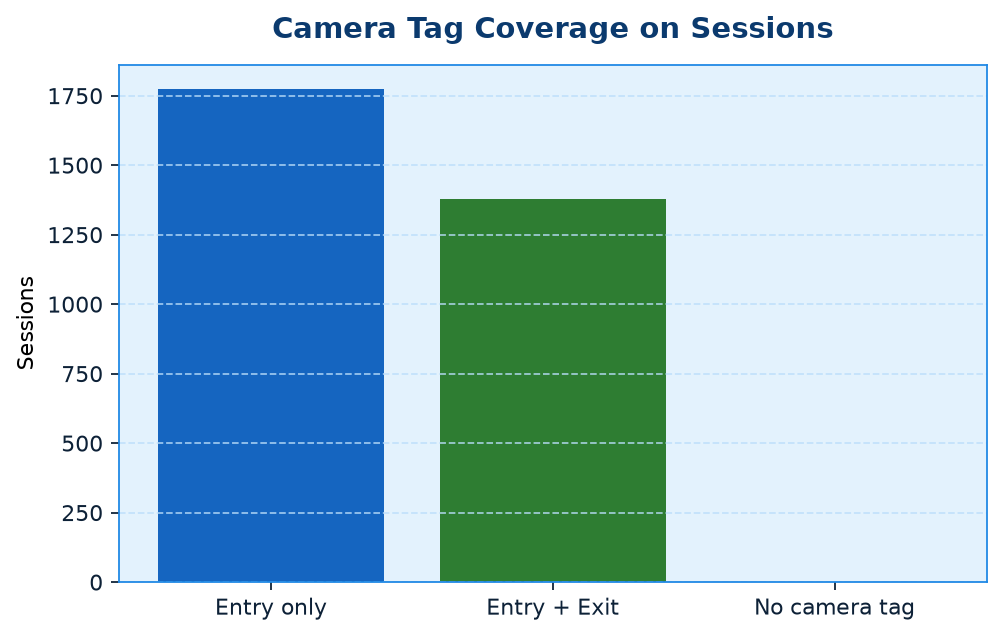 Camera Tag Coverage on Sessions
Sessions
1750
1500
1250
1000
750
500
250
0
Entry only
Entry + Exit
No camera tag